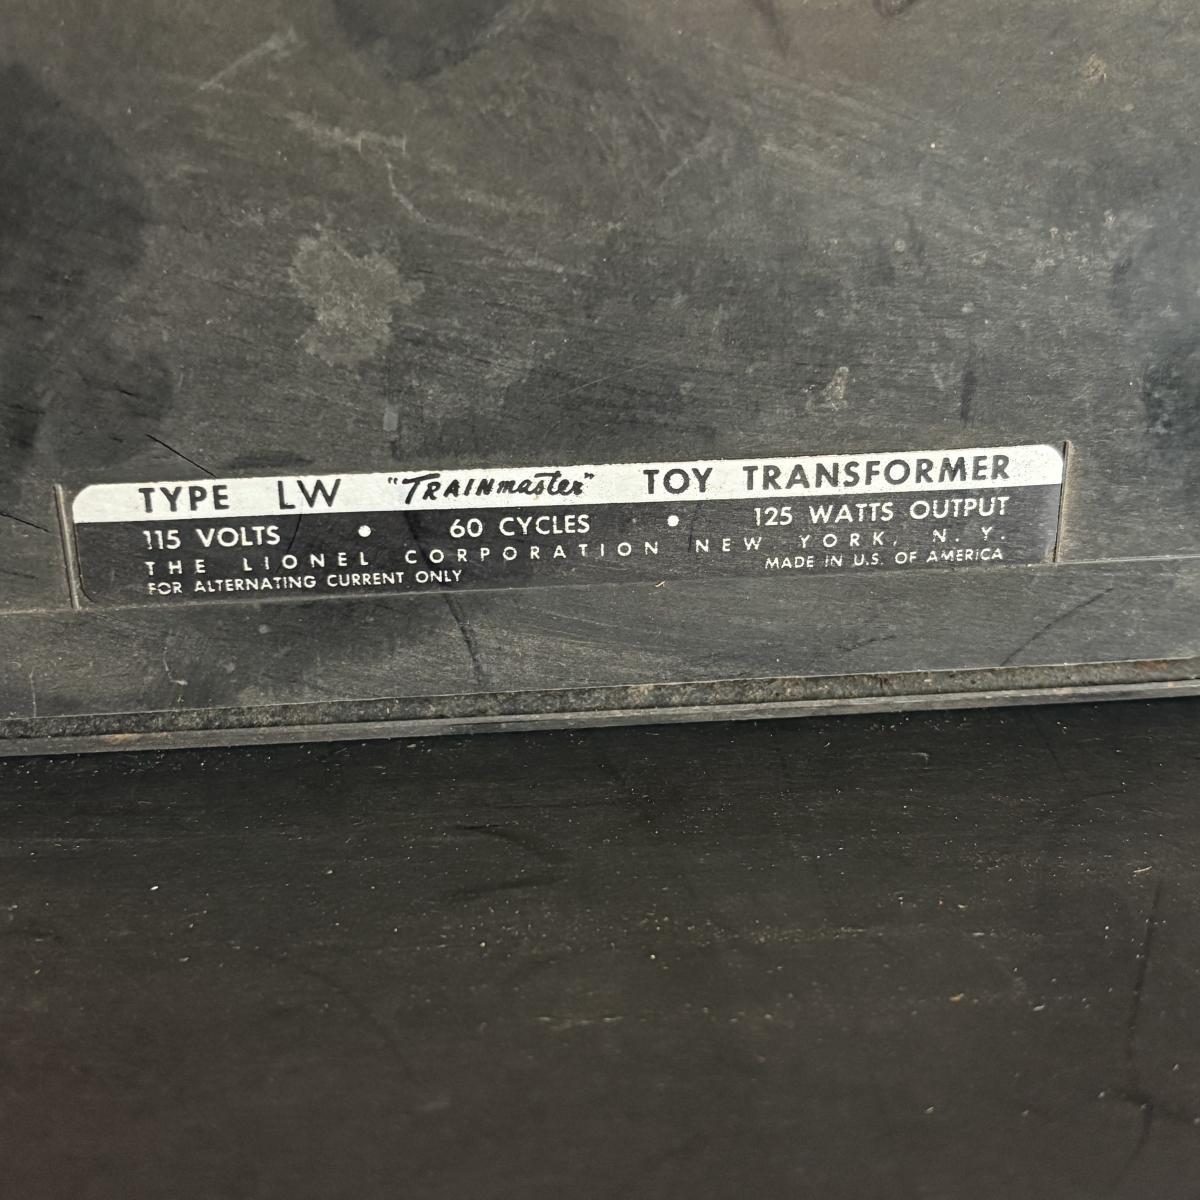 TYPE LW "TRAINmaster" TOY TRANSFORMER
115 VOLTS • 60 CYCLES • 125 WATTS OUTPUT
THE LIONEL CORPORATION NEW YORK, N. Y.
FOR ALTERNATING CURRENT ONLY MADE IN U.S. OF AMERICA